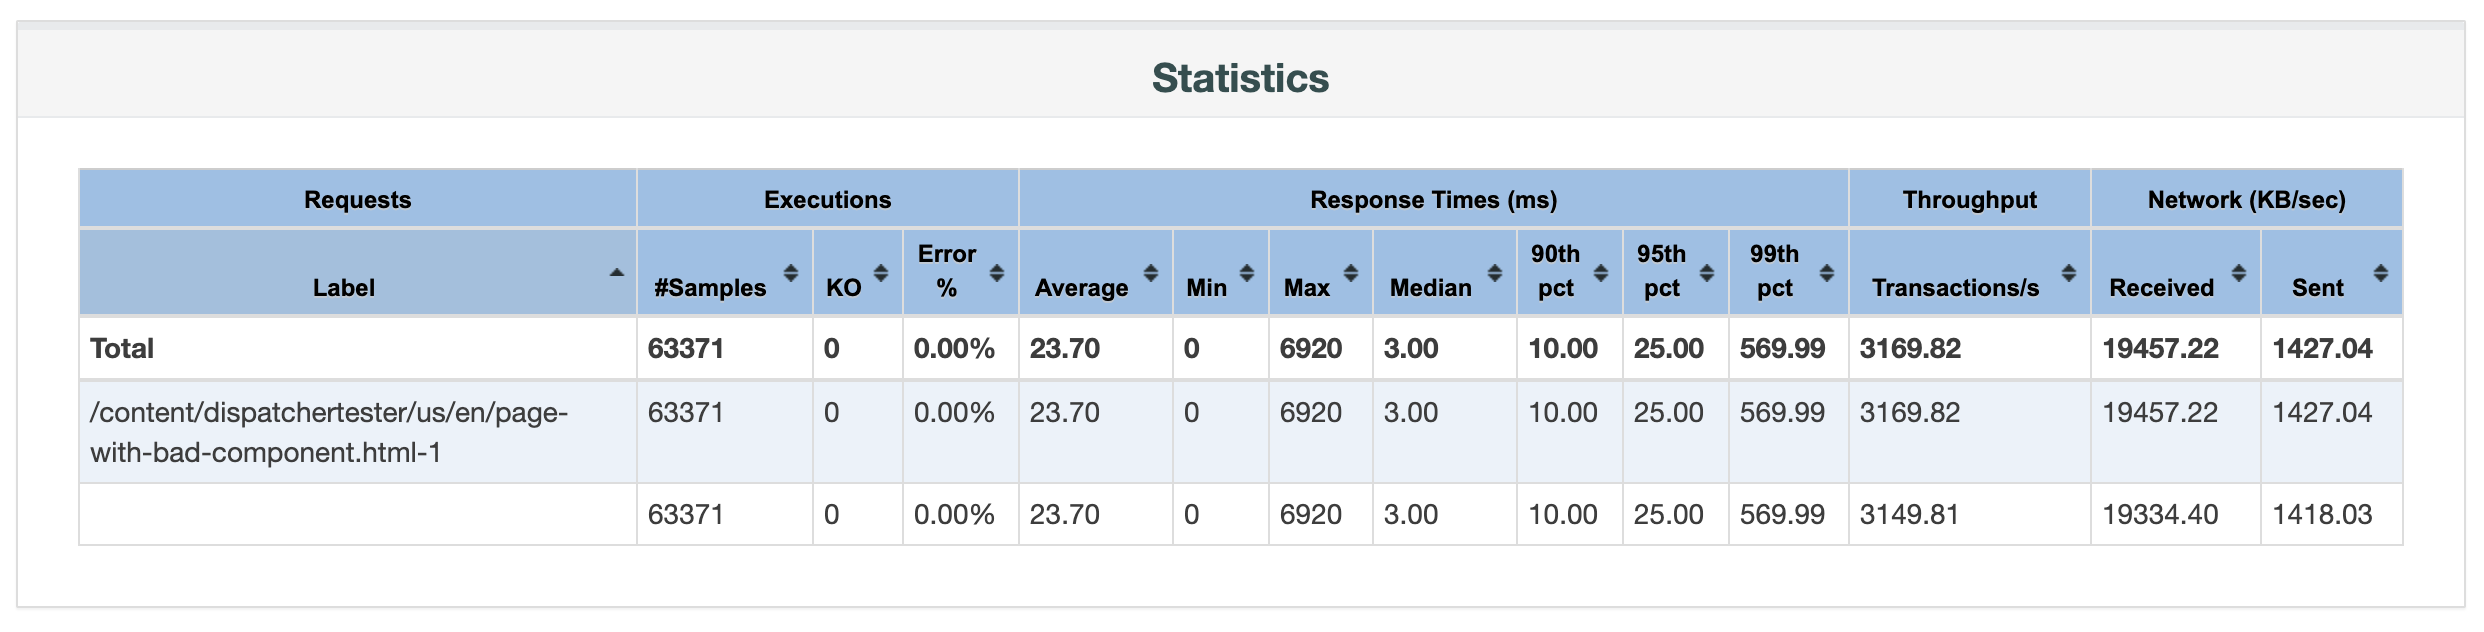 Statistics
Requests Executions Response Times (ms) Throughput Network (KB/sec)
Label #Samples KO Error % Average Min Max Median 90th pct 95th pct 99th pct Transactions/s Received Sent
Total 63371 0 0.00% 23.70 0 6920 3.00 10.00 25.00 569.99 3169.82 19457.22 1427.04
/content/dispatchertester/us/en/page-
with-bad-component.html-1 63371 0 0.00% 23.70 0 6920 3.00 10.00 25.00 569.99 3169.82 19457.22 1427.04
63371 0 0.00% 23.70 0 6920 3.00 10.00 25.00 569.99 3149.81 19334.40 1418.03